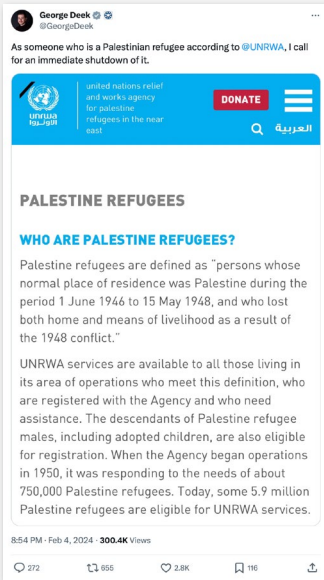 George Deek
@GeorgeDeek
As someone who is a Palestinian refugee according to @UNRWA, I call
for an immediate shutdown of it.
unrwa
الأونروا
united nations relief
and works agency
for palestine
refugees in the near
east
DONATE
العربية
PALESTINE REFUGEES
WHO ARE PALESTINE REFUGEES?
Palestine refugees are defined as “persons whose
normal place of residence was Palestine during the
period 1 June 1946 to 15 May 1948, and who lost
both home and means of livelihood as a result of
the 1948 conflict.”
UNRWA services are available to all those living in
its area of operations who meet this definition, who
are registered with the Agency and who need
assistance. The descendants of Palestine refugee
males, including adopted children, are also eligible
for registration. When the Agency began operations
in 1950, it was responding to the needs of about
750,000 Palestine refugees. Today, some 5.9 million
Palestine refugees are eligible for UNRWA services.
8:54 PM · Feb 4, 2024 · 300.4K Views
272 655 2.8K 116